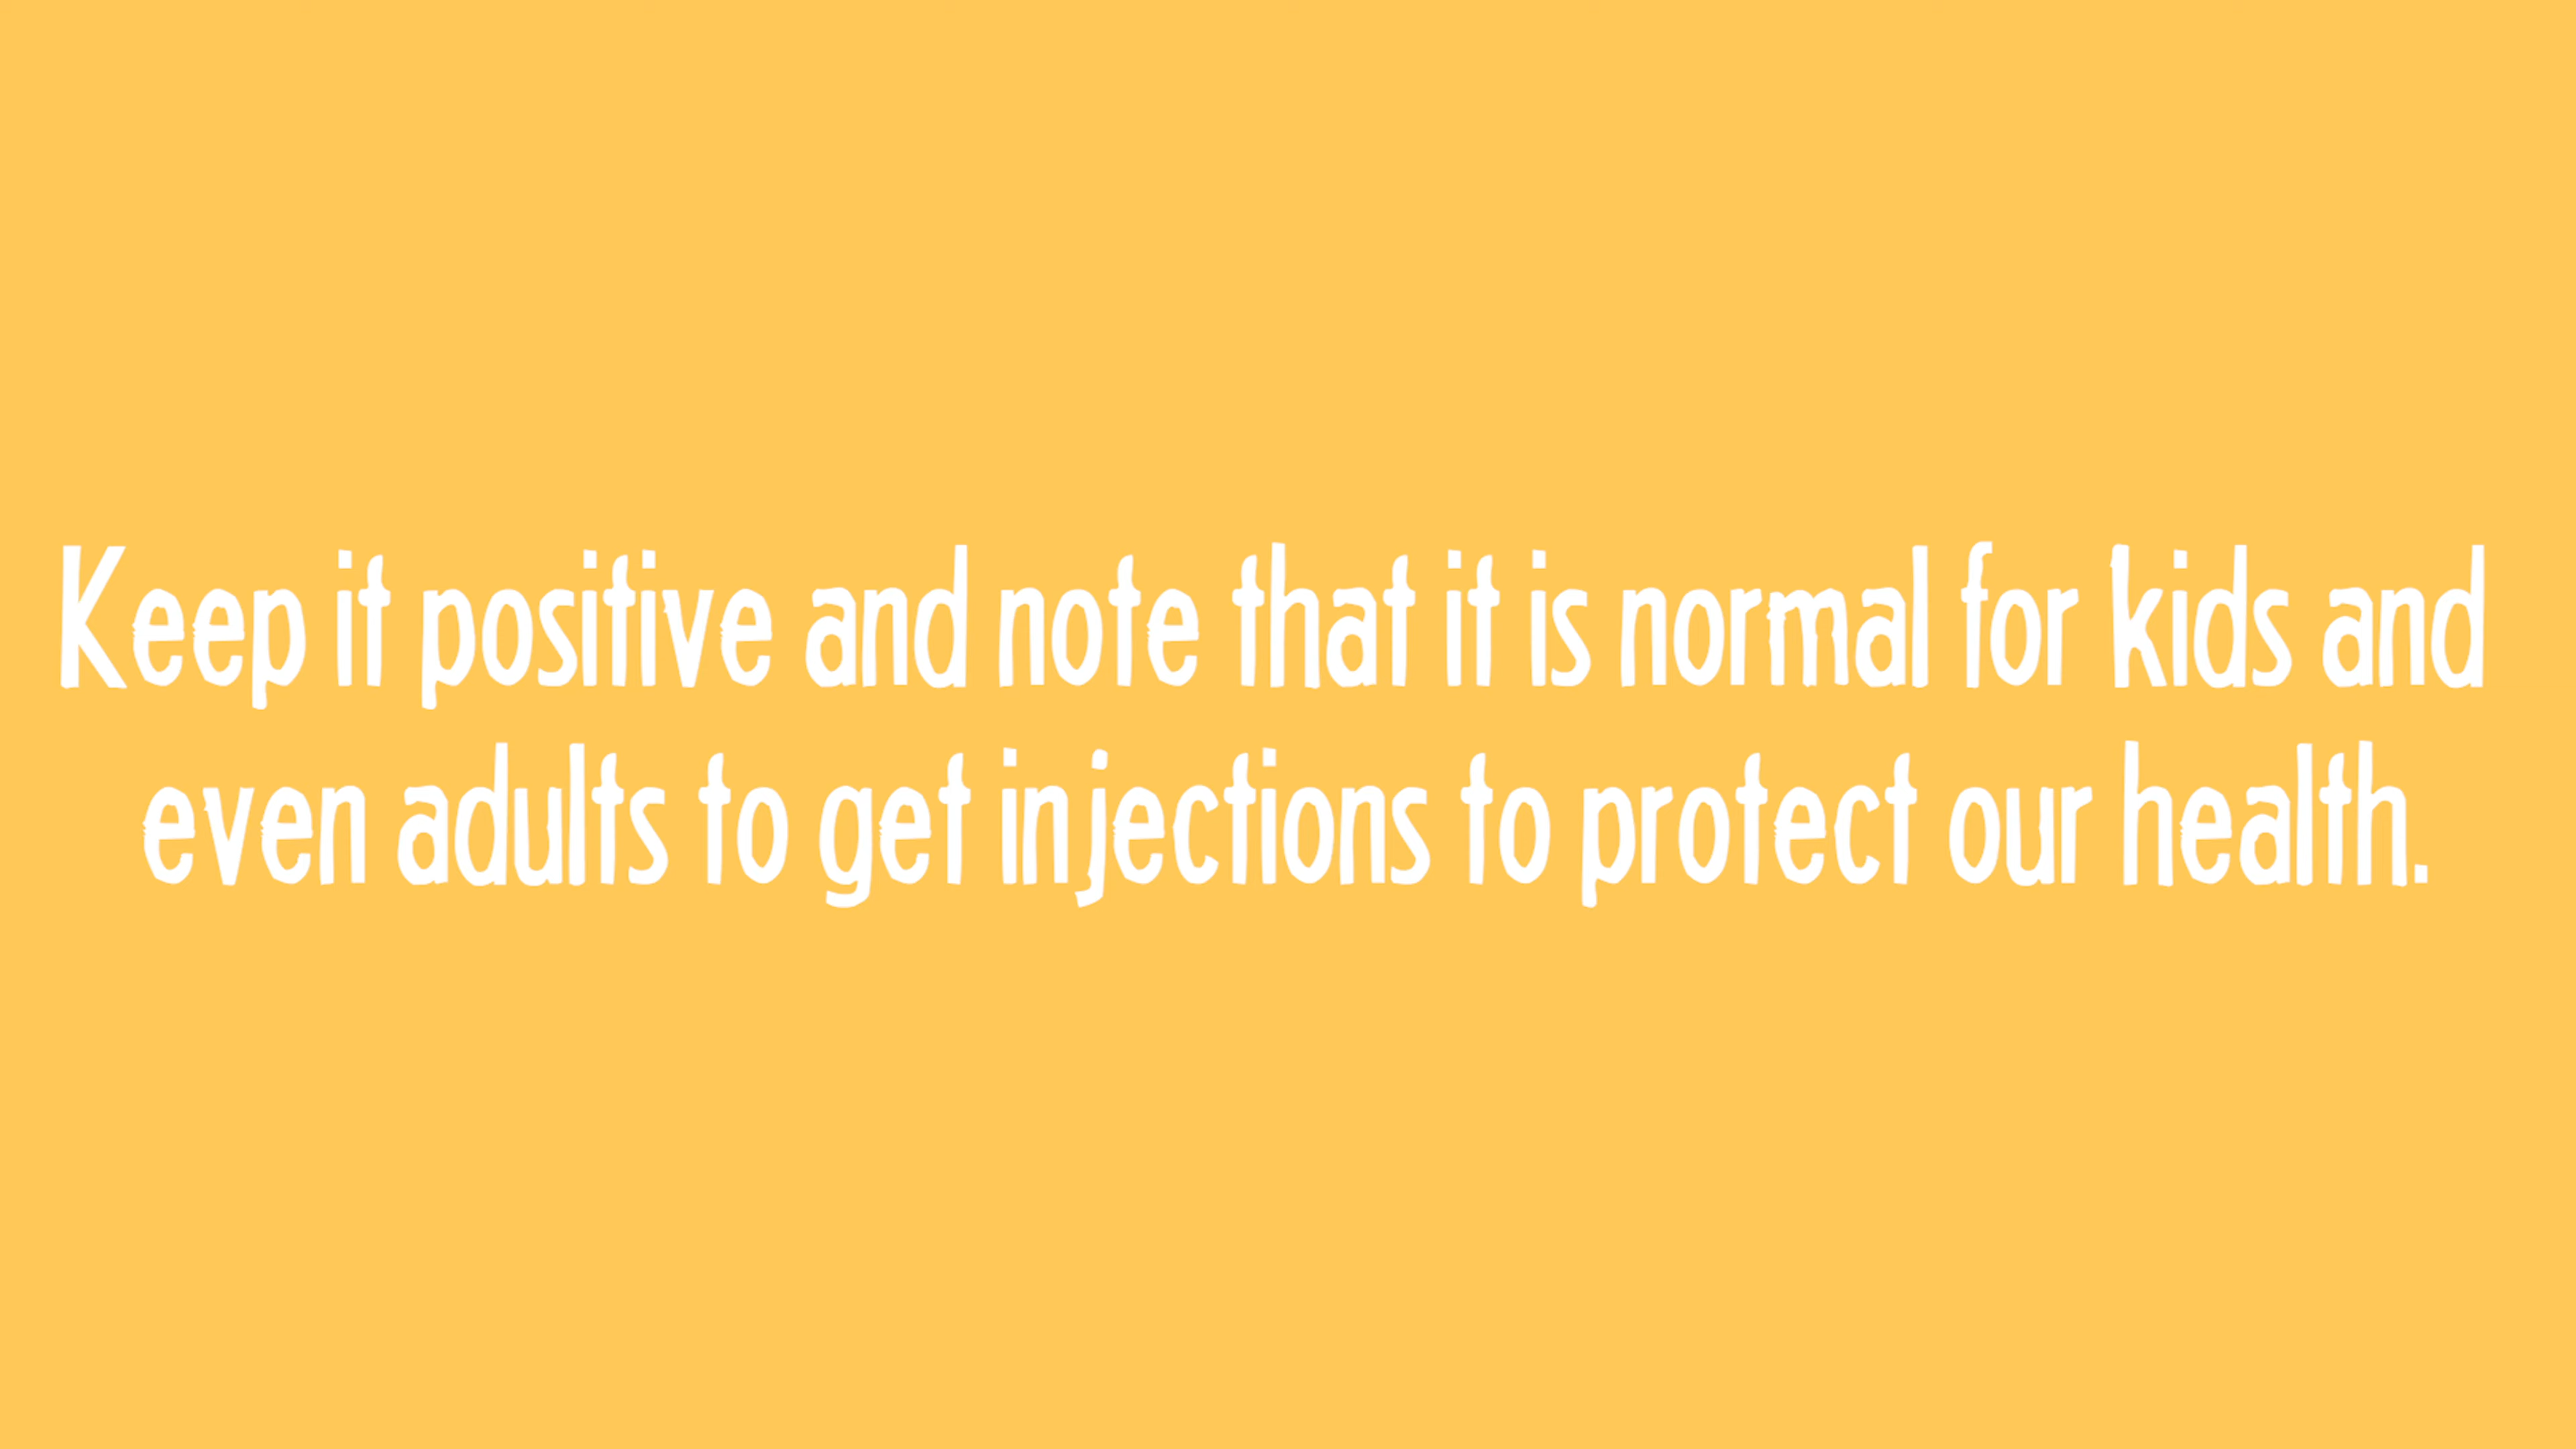 Keep it positive and note that it is normal for kids and
even adults to get injections to protect our health.